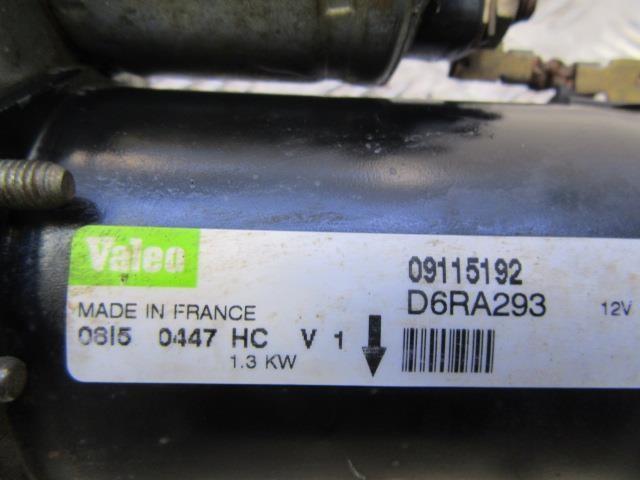 Valeo
09115192
MADE IN FRANCE
D6RA293 12V
0815 0447 HC V 1
1.3 KW